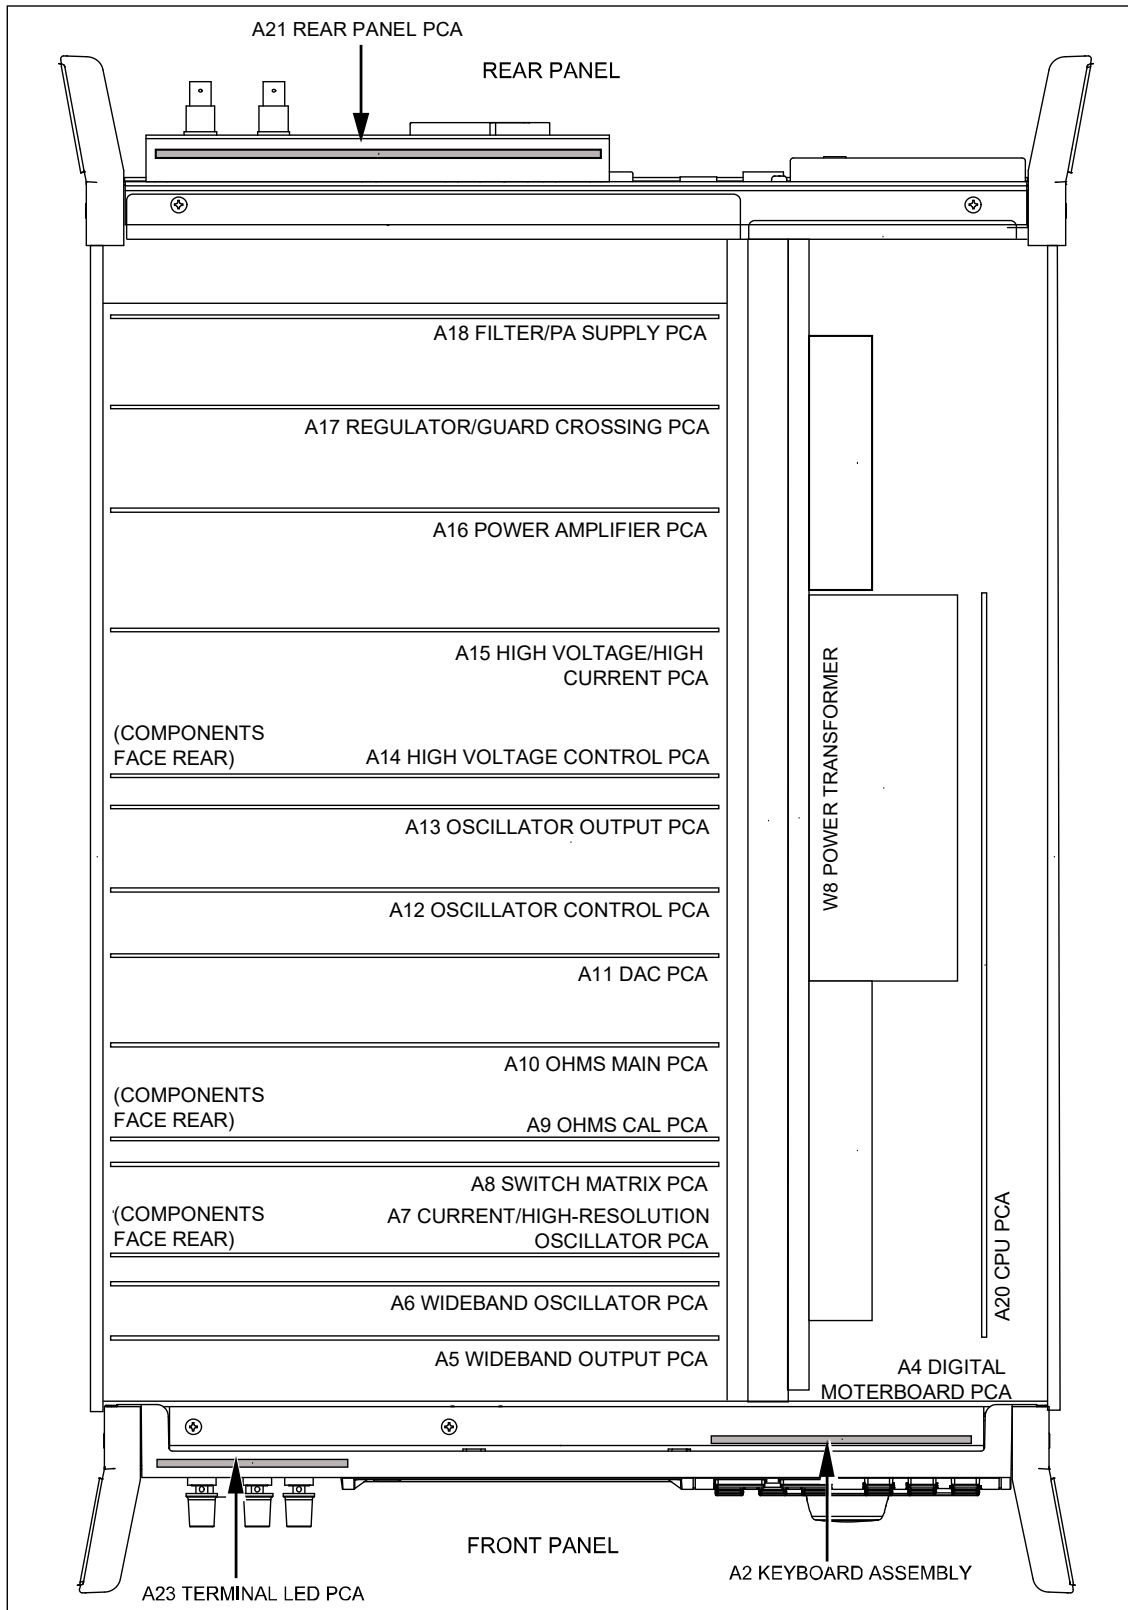 A21 REAR PANEL PCA
REAR PANEL
A18 FILTER/PA SUPPLY PCA
A17 REGULATOR/GUARD CROSSING PCA
A16 POWER AMPLIFIER PCA
A15 HIGH VOLTAGE/HIGH
CURRENT PCA
(COMPONENTS
FACE REAR)
A14 HIGH VOLTAGE CONTROL PCA
A13 OSCILLATOR OUTPUT PCA
W8 POWER TRANSFORMER
A12 OSCILLATOR CONTROL PCA
A11 DAC PCA
A10 OHMS MAIN PCA
(COMPONENTS
FACE REAR)
A9 OHMS CAL PCA
A8 SWITCH MATRIX PCA
(COMPONENTS
FACE REAR)
A7 CURRENT/HIGH-RESOLUTION
OSCILLATOR PCA
A20 CPU PCA
A6 WIDEBAND OSCILLATOR PCA
A5 WIDEBAND OUTPUT PCA
A4 DIGITAL
MOTERBOARD PCA
FRONT PANEL
A2 KEYBOARD ASSEMBLY
A23 TERMINAL LED PCA